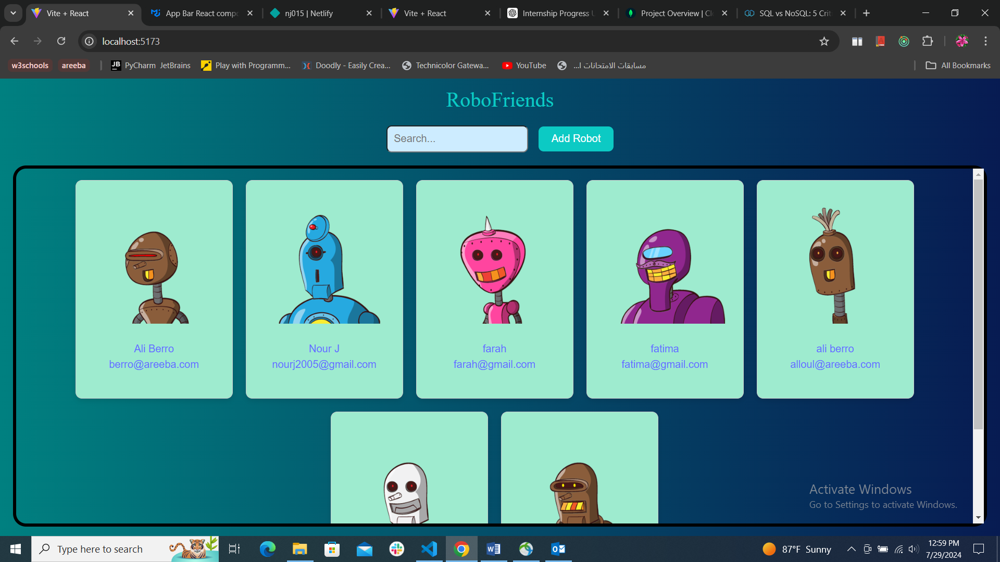 Vite + React
App Bar React compo
nj015 | Netlify
Vite + React
Internship Progress U
Project Overview | Clo
SQL vs NoSQL: 5 Crit
localhost:5173
w3schools
areeba
JB
PyCharm JetBrains
Play with Programm...
Doodly - Easily Crea...
Technicolor Gatewa...
YouTube
مسابقات الامتحانات ا...
All Bookmarks
RoboFriends
Search...
Add Robot
Ali Berro
berro@areeba.com
Nour J
nourj2005@gmail.com
farah
farah@gmail.com
fatima
fatima@gmail.com
ali berro
alloul@areeba.com
Activate Windows
Go to Settings to activate Windows.
Type here to search
87°F Sunny
12:59 PM
7/29/2024